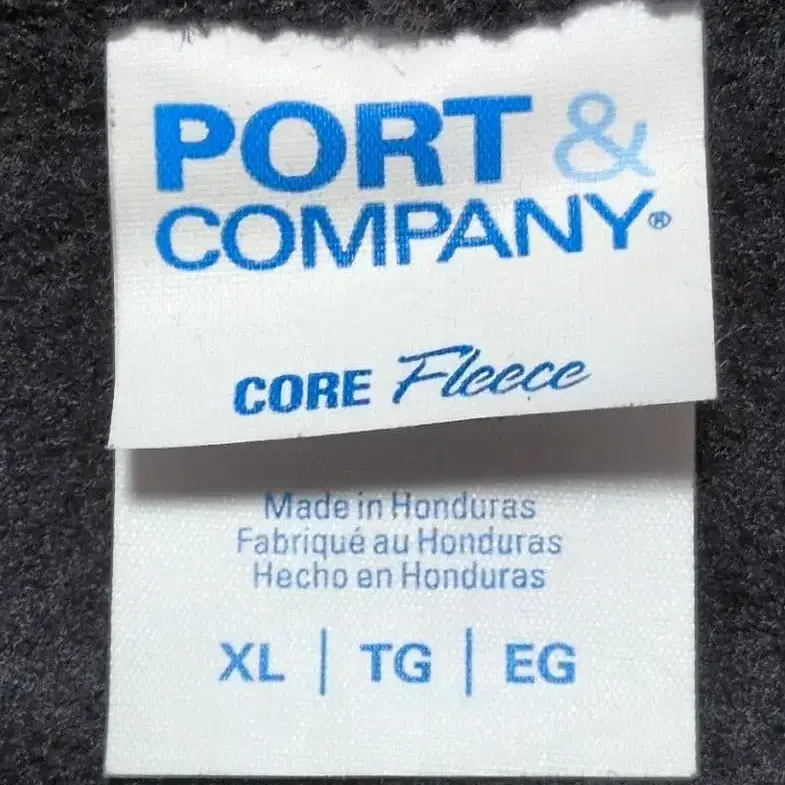 PORT &
COMPANY®
CORE Fleece
Made in Honduras
Fabriqué au Honduras
Hecho en Honduras
XL | TG | EG